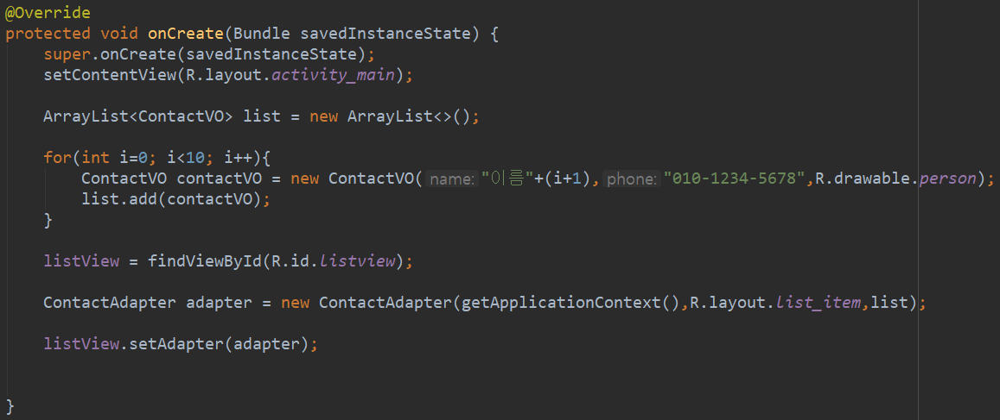 @Override
protected void onCreate(Bundle savedInstanceState) {
    super.onCreate(savedInstanceState);
    setContentView(R.layout.activity_main);
    ArrayList<ContactVO> list = new ArrayList<>();
    for(int i=0; i<10; i++){
        ContactVO contactVO = new ContactVO( name: "이름"+(i+1), phone: "010-1234-5678",R.drawable.person);
        list.add(contactVO);
    }
    listView = findViewById(R.id.listview);
    ContactAdapter adapter = new ContactAdapter(getApplicationContext(),R.layout.list_item,list);
    listView.setAdapter(adapter);
}